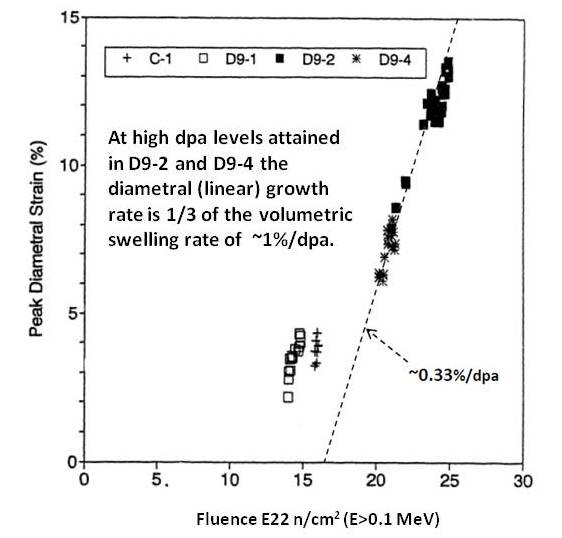 15
+ C-1 □ D9-1 ■ D9-2 ✳ D9-4
At high dpa levels attained
in D9-2 and D9-4 the
diametral (linear) growth
rate is 1/3 of the volumetric
swelling rate of ~1%/dpa.
10
Peak Diametral Strain (%)
5
~0.33%/dpa
0
0 5. 10 15 20 25 30
Fluence E22 n/cm² (E>0.1 MeV)